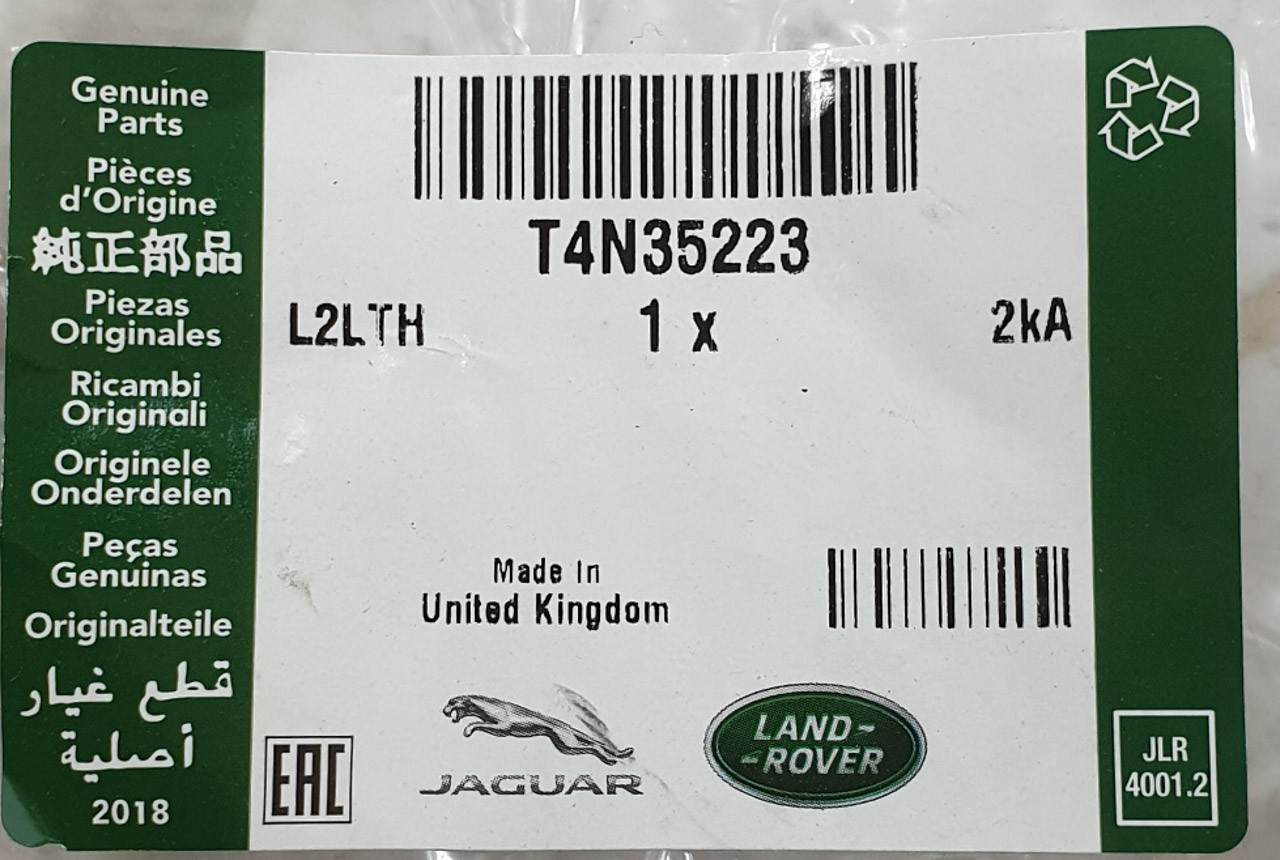 Genuine
Parts
Pièces
d'Origine
純正部品
Piezas
Originales
Ricambi
Originali
Originele
Onderdelen
Peças
Genuinas
Originalteile
قطع غيار
أصلية
2018
T4N35223
L2LTH 1 x 2kA
Made In
United Kingdom
EAC
JAGUAR
LAND-
-ROVER
JLR
4001.2